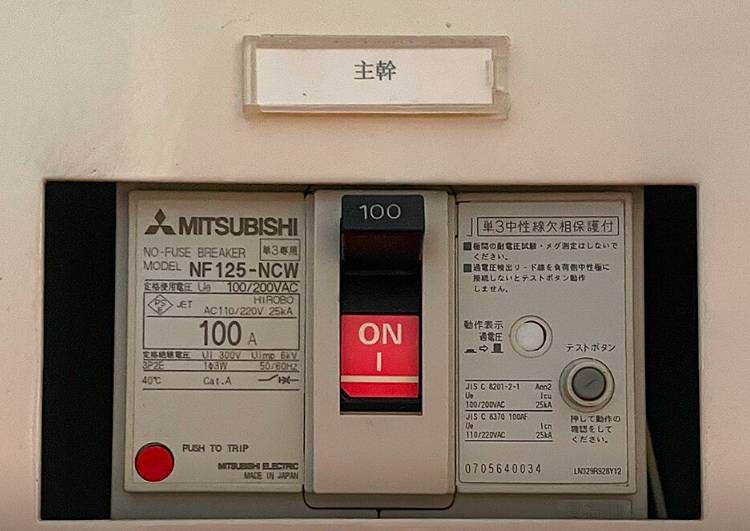 主幹
MITSUBISHI
NO-FUSE BREAKER 単3専用
MODEL NF125-NCW
定格使用電圧 Ue 100/200VAC
PS E JET HIROBO
AC110/220V 25kA
100 A
定格絶縁電圧 Ui 300V Uimp 6kV
3P2E 1ϕ3W 50/60Hz
40℃ Cat.A
PUSH TO TRIP
MITSUBISHI ELECTRIC
MADE IN JAPAN
100
ON
I
単3中性線欠相保護付
■極間の耐電圧試験・メグ測定はしないで
ください。
■過電圧検出リード線を負荷側中性極に
接続しないとテストボタン動作
しません。
動作表示
過電圧
テストボタン
押して動作の
確認をして
ください。
JIS C 8201-2-1 Ann2
Ue Icu
100/200VAC 25kA
JIS C 8370 100AF
Ue Icn
110/220VAC 25kA
0705640034
LN329R928Y12